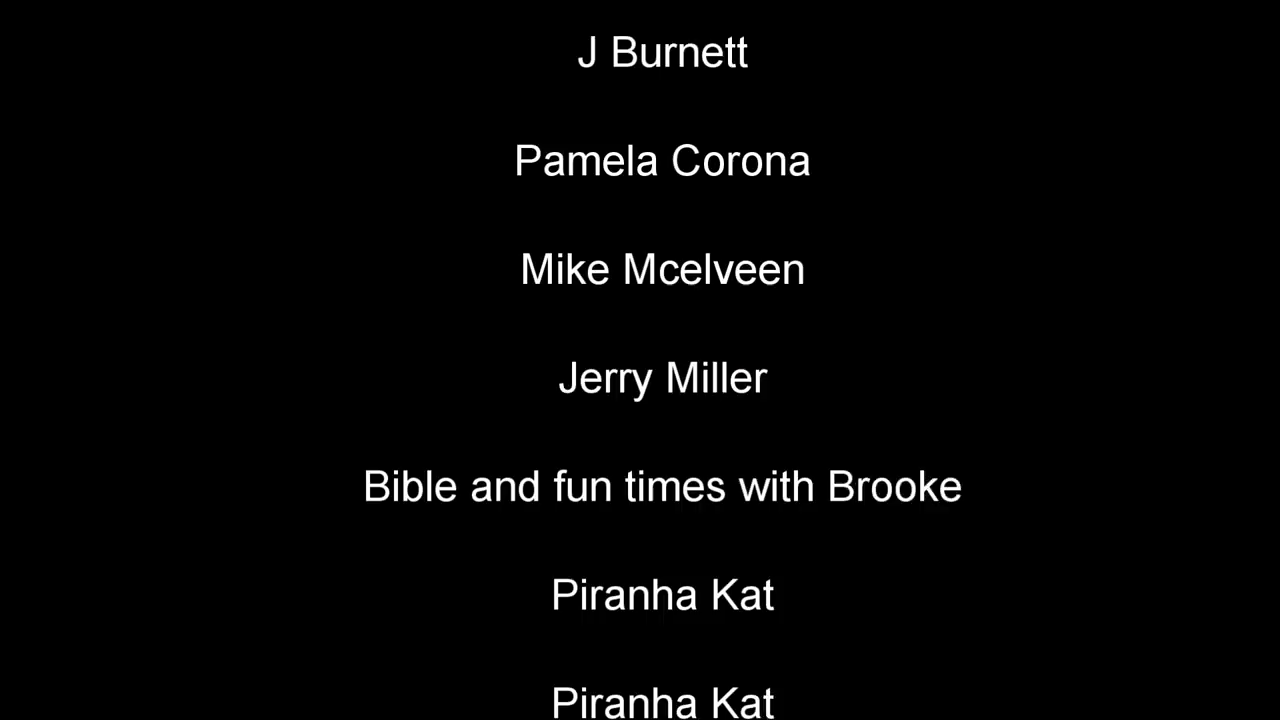 J Burnett
Pamela Corona
Mike Mcelveen
Jerry Miller
Bible and fun times with Brooke
Piranha Kat
Piranha Kat